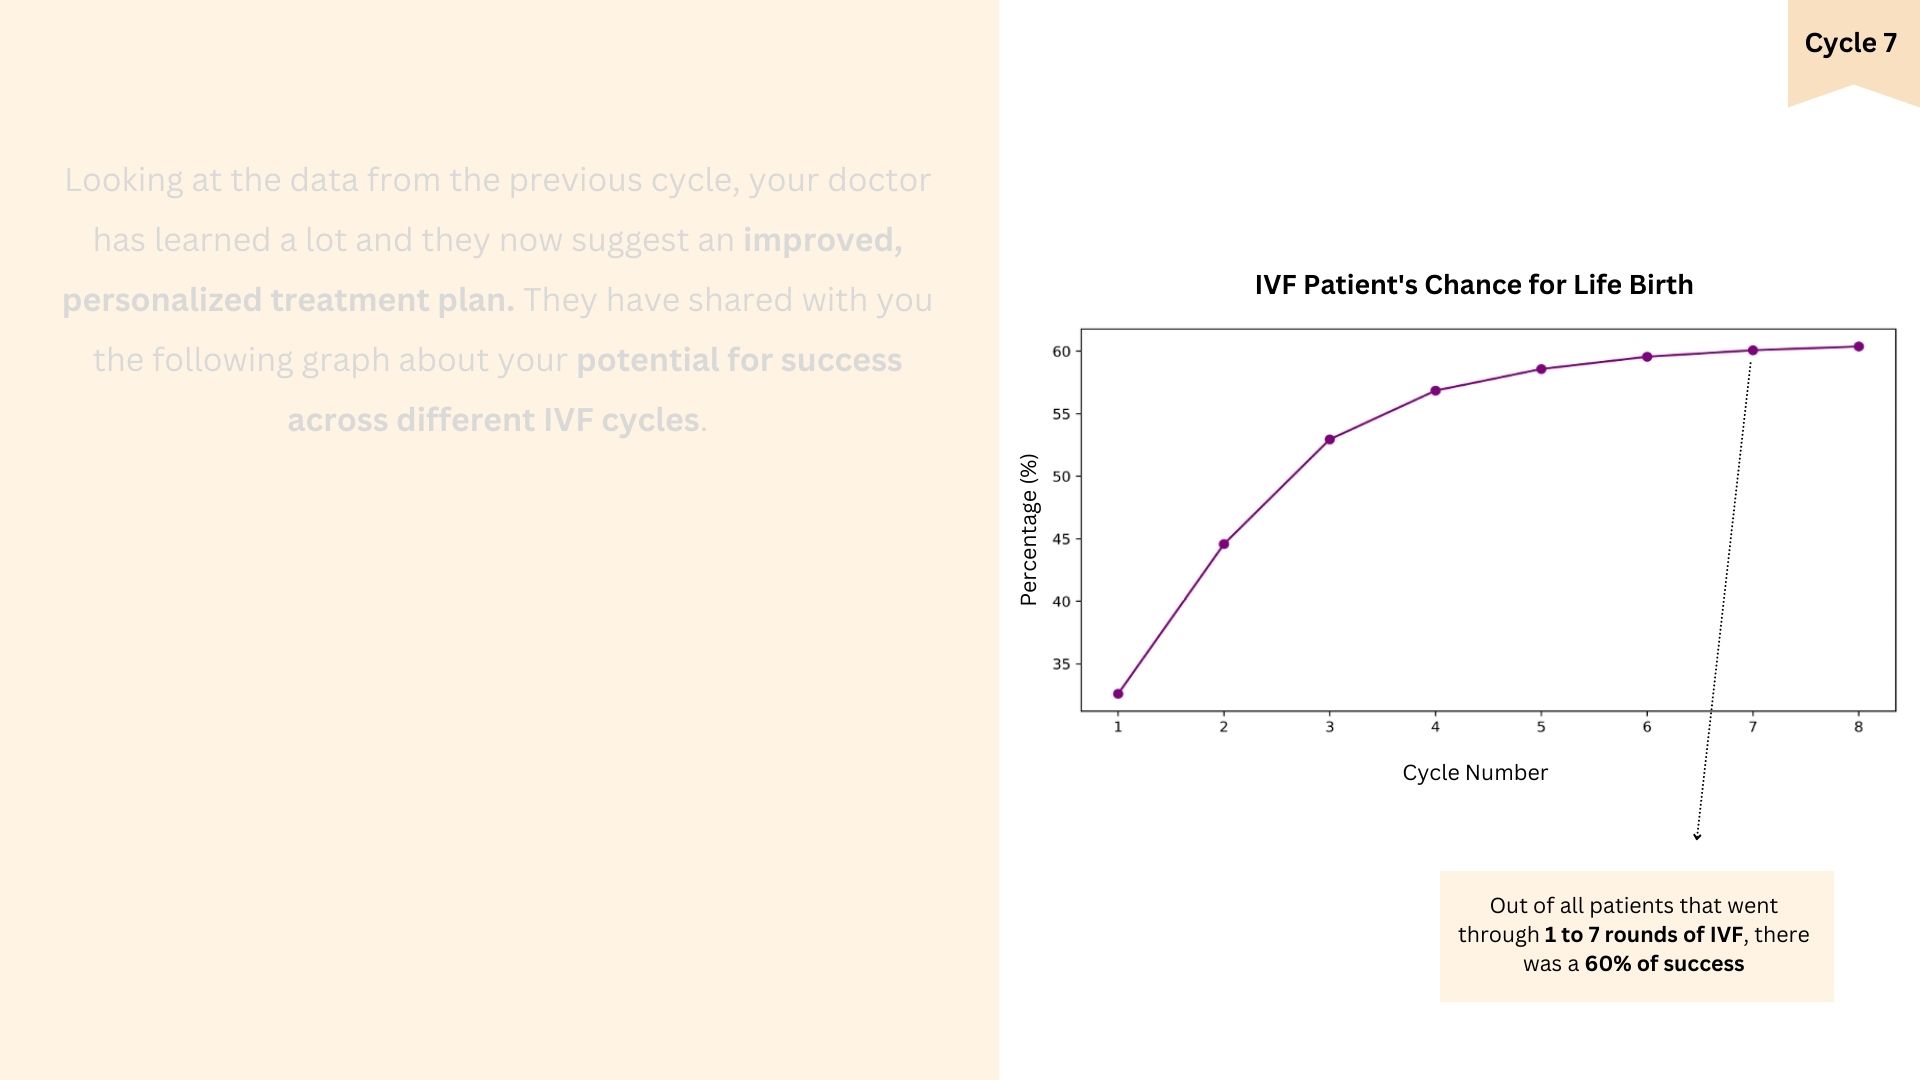 Cycle 7
Looking at the data from the previous cycle, your doctor
has learned a lot and they now suggest an improved,
personalized treatment plan. They have shared with you
the following graph about your potential for success
across different IVF cycles.
IVF Patient's Chance for Life Birth
Percentage (%)
60
55
50
45
40
35
1 2 3 4 5 6 7 8
Cycle Number
Out of all patients that went
through 1 to 7 rounds of IVF, there
was a 60% of success